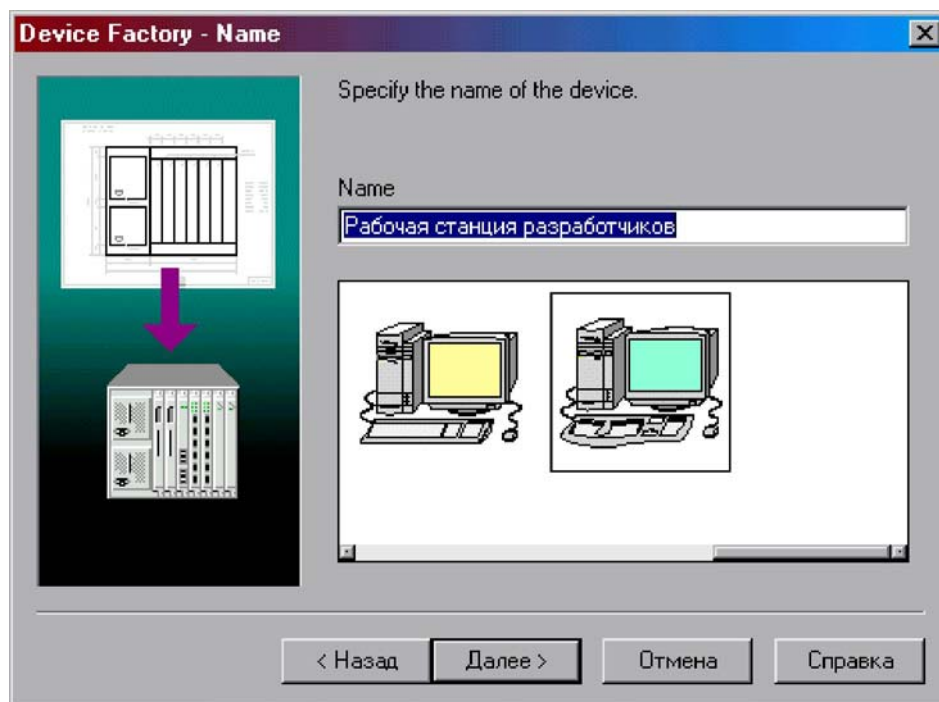 Device Factory - Name
Specify the name of the device.
Name
Рабочая станция разработчиков
< Назад
Далее >
Отмена
Справка